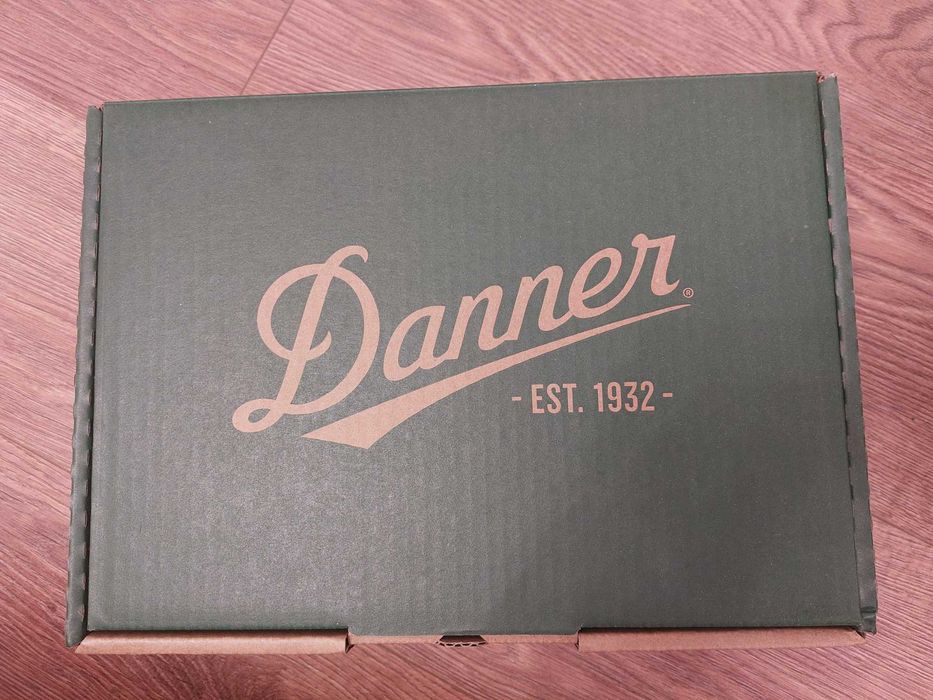 Danner®
- EST. 1932 -